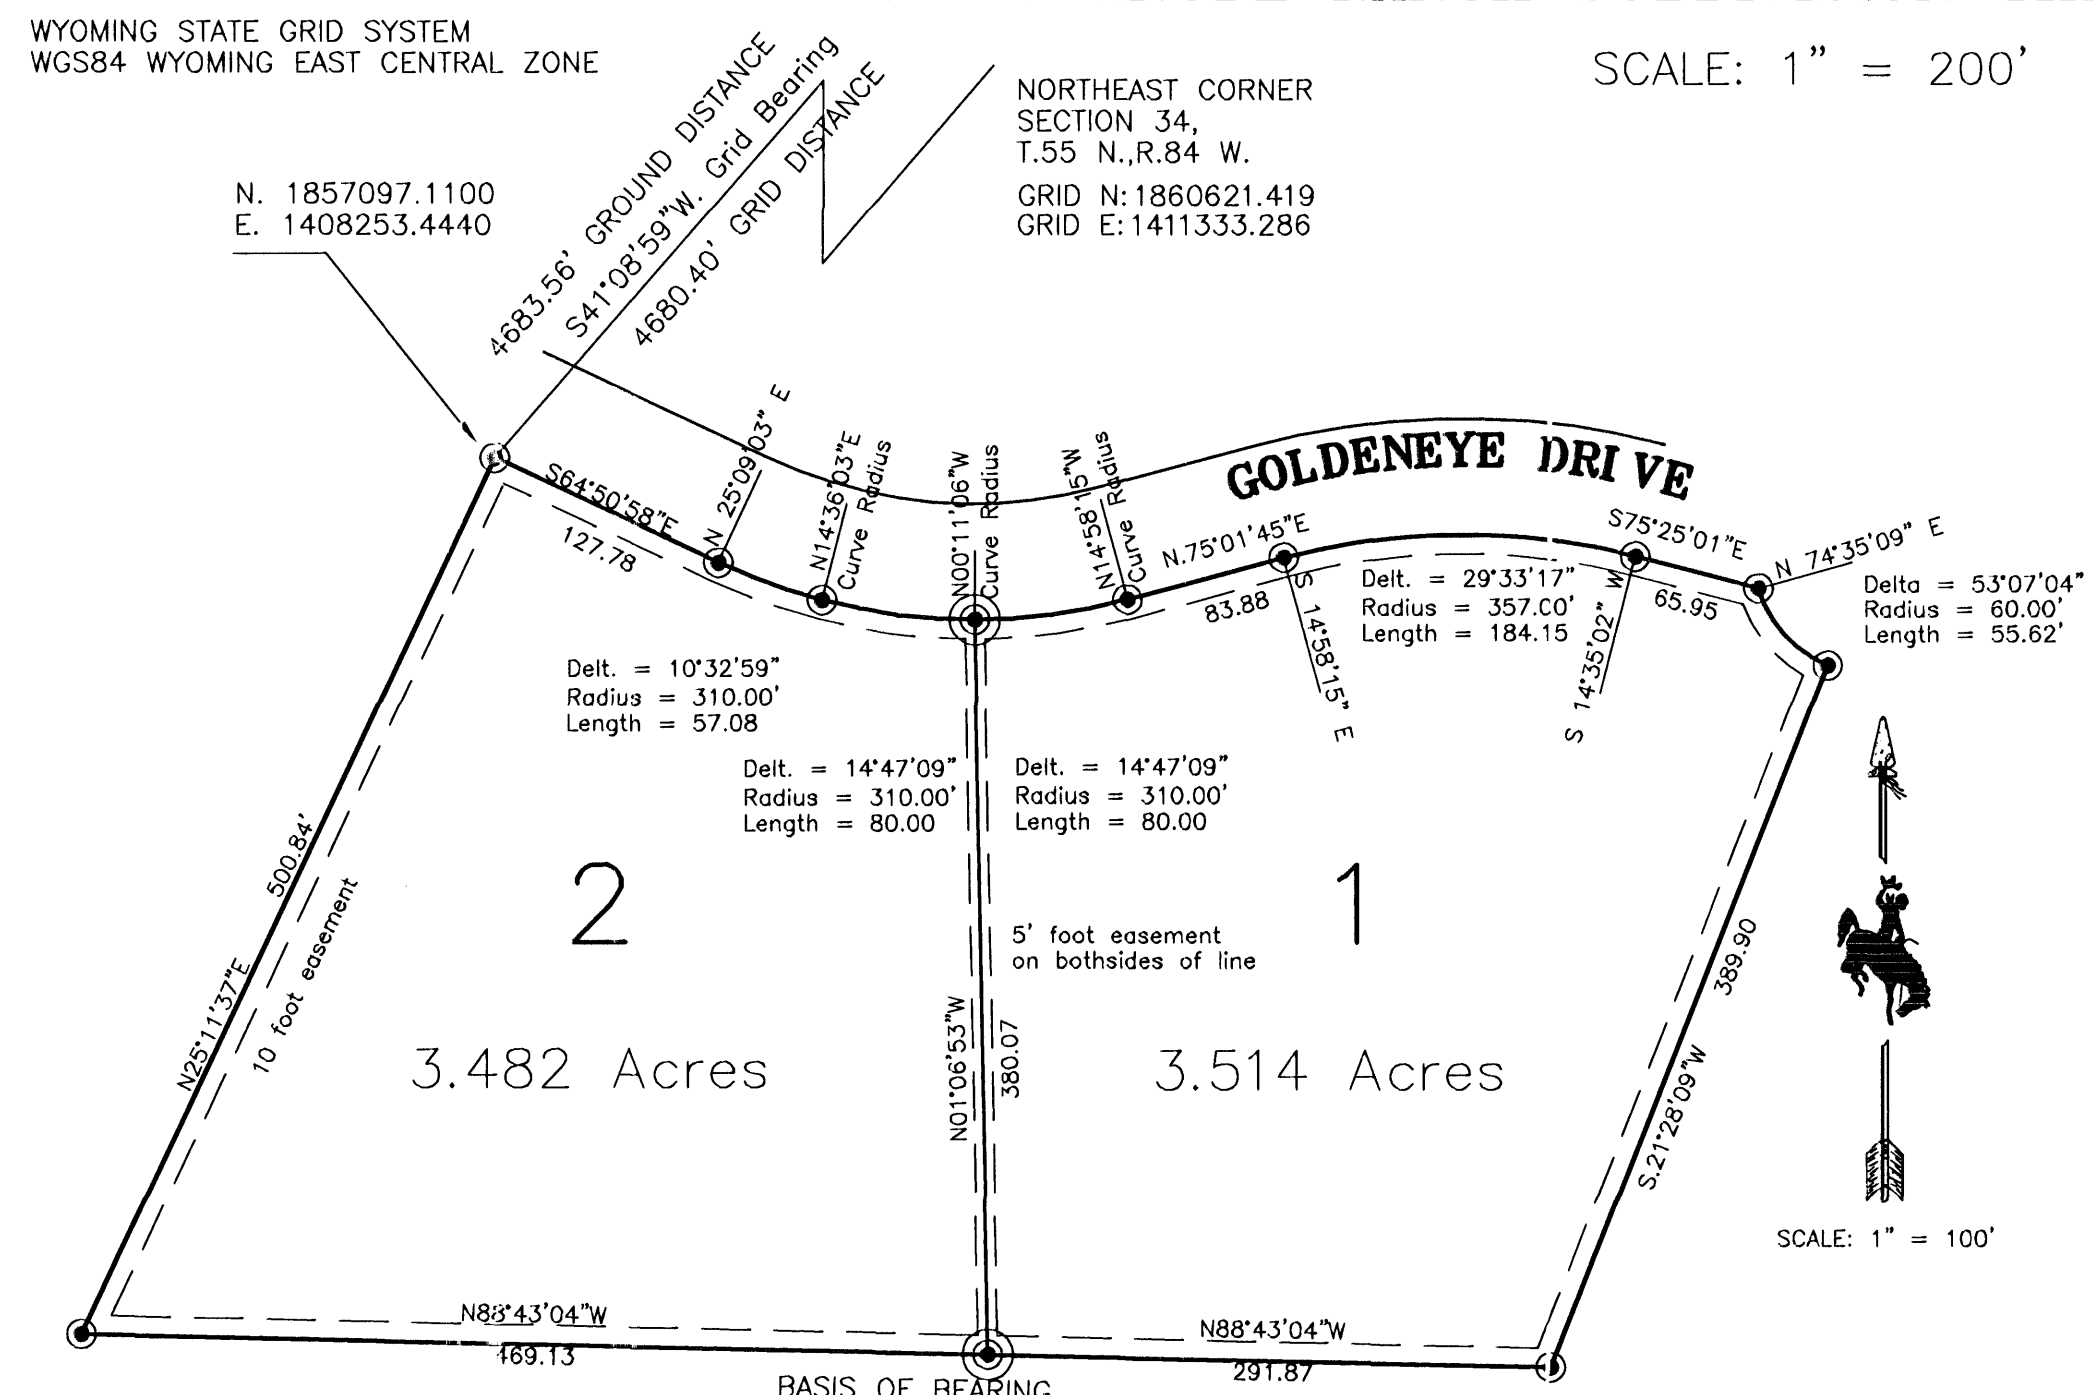 WYOMING STATE GRID SYSTEM
WGS84 WYOMING EAST CENTRAL ZONE
SCALE: 1" = 200'
NORTHEAST CORNER
SECTION 34,
T.55 N.,R.84 W.
GRID N:1860621.419
GRID E:1411333.286
N. 1857097.1100
E. 1408253.4440
4683.56' GROUND DISTANCE
S41°08'59"W. Grid Bearing
4680.40' GRID DISTANCE
GOLDENEYE DRIVE
S64°50'58"E
127.78
N 25°09'03" E
N14°36'03"E
Curve Radius
N00°11'06"W
Curve Radius
N14°58'15"W
Curve Radius
N.75°01'45"E
83.88
S 14°58'15" E
Delt. = 29°33'17"
Radius = 357.00'
Length = 184.15
S 14°35'02" W
S75°25'01"E
65.95
N 74°35'09" E
Delta = 53°07'04"
Radius = 60.00'
Length = 55.62'
Delt. = 10°32'59"
Radius = 310.00'
Length = 57.08
Delt. = 14°47'09"
Radius = 310.00'
Length = 80.00
Delt. = 14°47'09"
Radius = 310.00'
Length = 80.00
500.84'
N25°11'37"E
10 foot easement
2
3.482 Acres
1
3.514 Acres
5' foot easement
on bothsides of line
N01°06'53"W
380.07
389.90
S.21°28'09"W
SCALE: 1" = 100'
N88°43'04"W
469.13
N88°43'04"W
291.87
BASIS OF BEARING